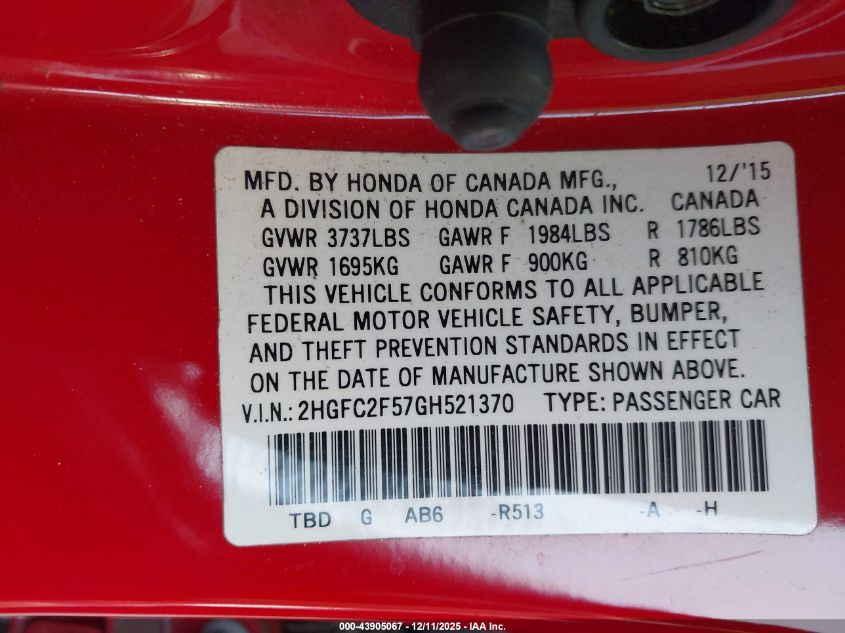 MFD. BY HONDA OF CANADA MFG., 12/'15
A DIVISION OF HONDA CANADA INC. CANADA
GVWR 3737LBS GAWR F 1984LBS R 1786LBS
GVWR 1695KG GAWR F 900KG R 810KG
THIS VEHICLE CONFORMS TO ALL APPLICABLE
FEDERAL MOTOR VEHICLE SAFETY, BUMPER,
AND THEFT PREVENTION STANDARDS IN EFFECT
ON THE DATE OF MANUFACTURE SHOWN ABOVE.
V.I.N.: 2HGFC2F57GH521370 TYPE: PASSENGER CAR
TBD G AB6 -R513 -A -H
000-43905067 - 12/11/2025 - IAA Inc.